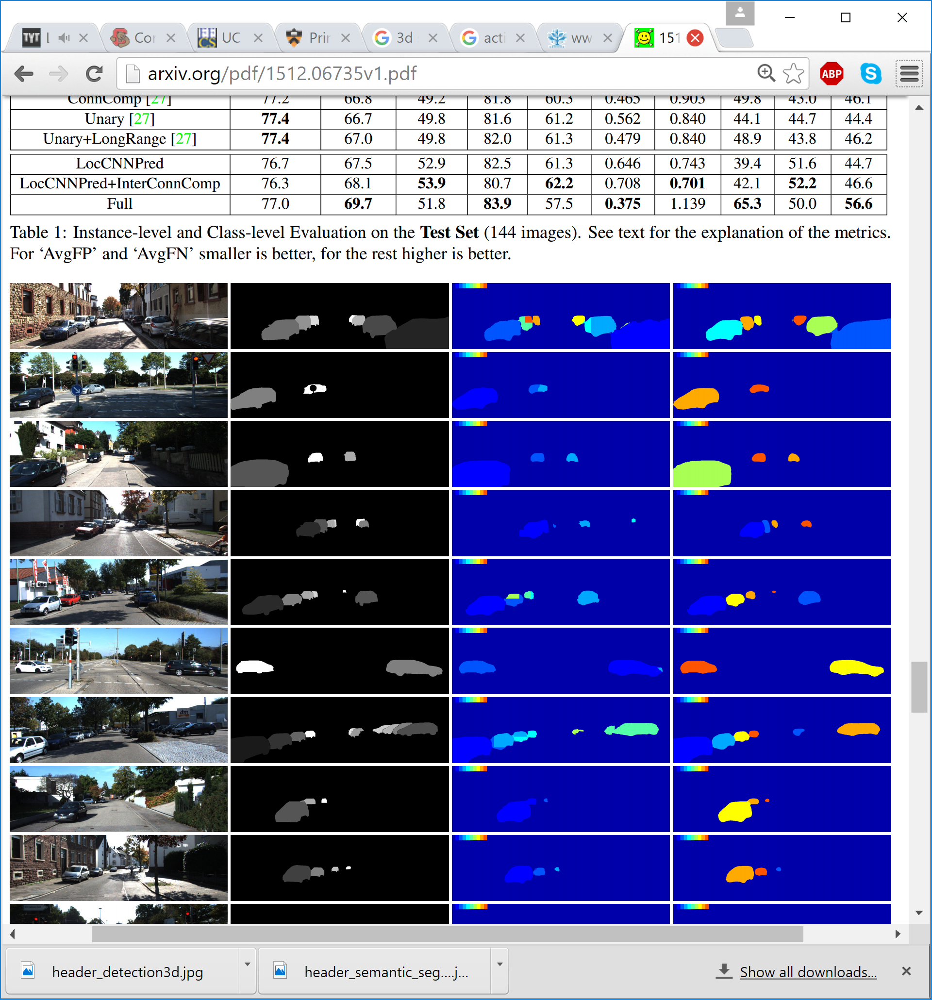 TYT l Cor UC Prir 3d acti ww 151
arxiv.org/pdf/1512.06735v1.pdf ABP S
ConnComp [27] 77.2 66.8 49.2 81.8 60.3 0.465 0.903 49.8 43.0 46.1
Unary [27] 77.4 66.7 49.8 81.6 61.2 0.562 0.840 44.1 44.7 44.4
Unary+LongRange [27] 77.4 67.0 49.8 82.0 61.3 0.479 0.840 48.9 43.8 46.2
LocCNNPred 76.7 67.5 52.9 82.5 61.3 0.646 0.743 39.4 51.6 44.7
LocCNNPred+InterConnComp 76.3 68.1 53.9 80.7 62.2 0.708 0.701 42.1 52.2 46.6
Full 77.0 69.7 51.8 83.9 57.5 0.375 1.139 65.3 50.0 56.6
Table 1: Instance-level and Class-level Evaluation on the Test Set (144 images). See text for the explanation of the metrics.
For ‘AvgFP’ and ‘AvgFN’ smaller is better, for the rest higher is better.
dm
header_detection3d.jpg header_semantic_seg....j... Show all downloads...